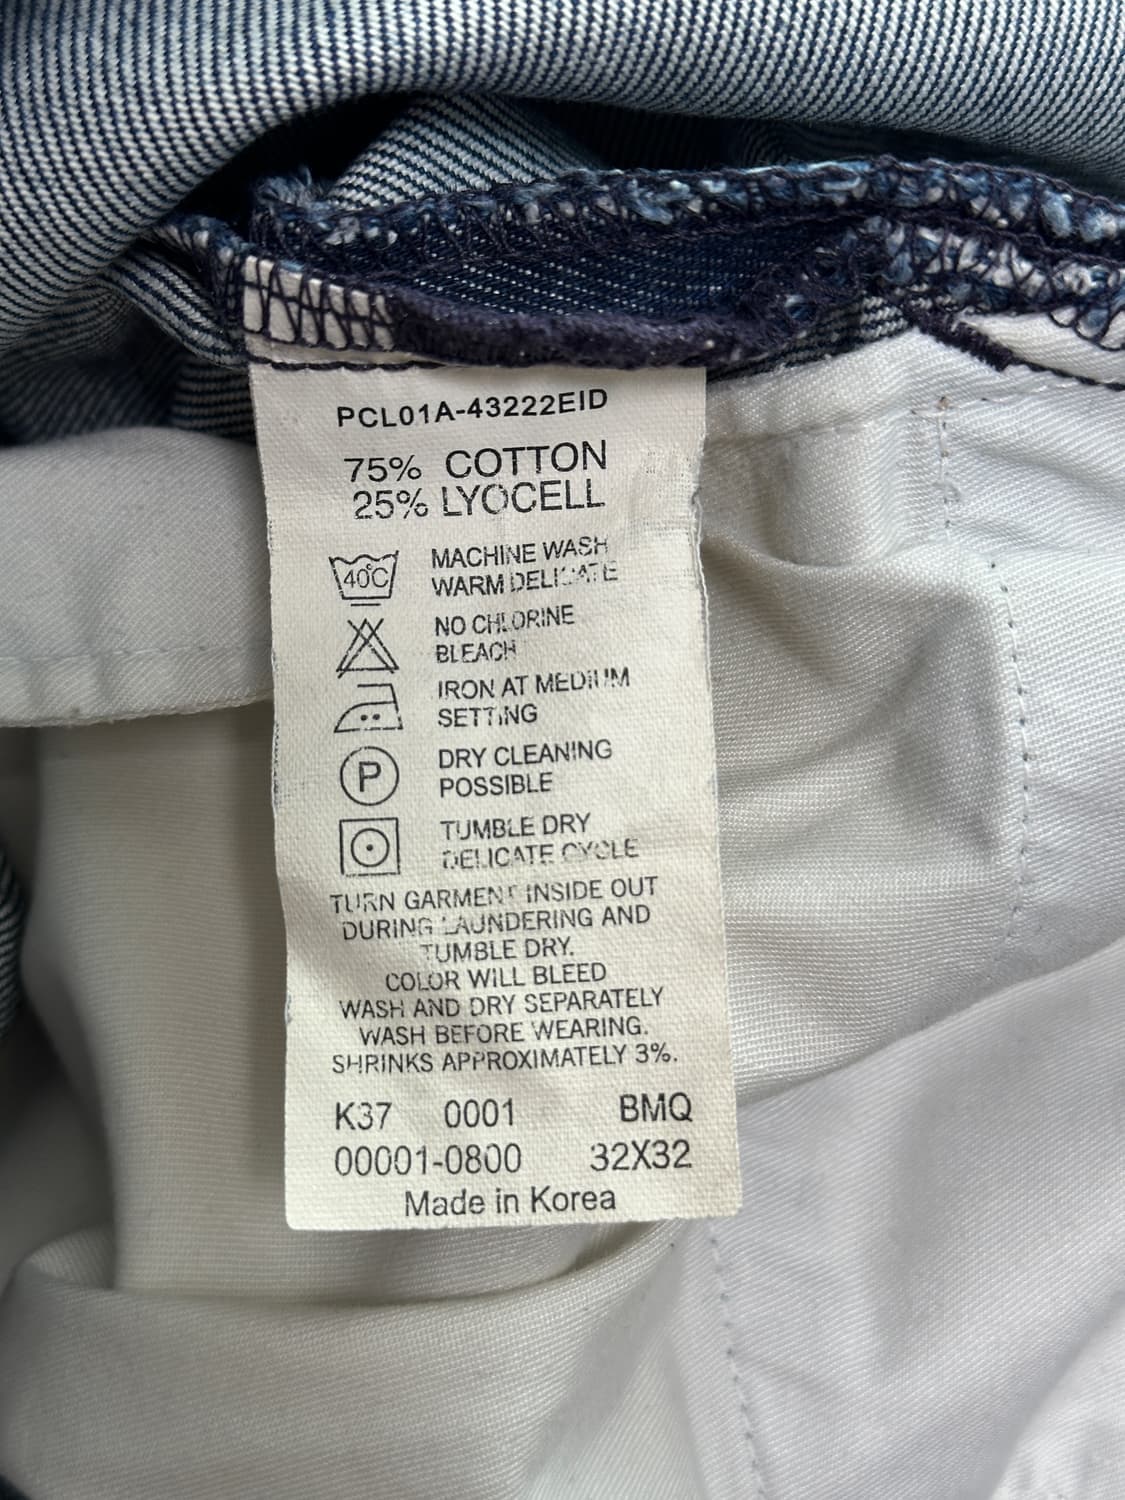 PCL01A-43222EID
75% COTTON
25% LYOCELL
40°C MACHINE WASH
WARM DELICATE
NO CHLORINE
BLEACH
IRON AT MEDIUM
SETTING
P DRY CLEANING
POSSIBLE
TUMBLE DRY
DELICATE CYCLE
TURN GARMENT INSIDE OUT
DURING LAUNDERING AND
TUMBLE DRY.
COLOR WILL BLEED
WASH AND DRY SEPARATELY
WASH BEFORE WEARING.
SHRINKS APPROXIMATELY 3%.
K37 0001 BMQ
00001-0800 32X32
Made in Korea